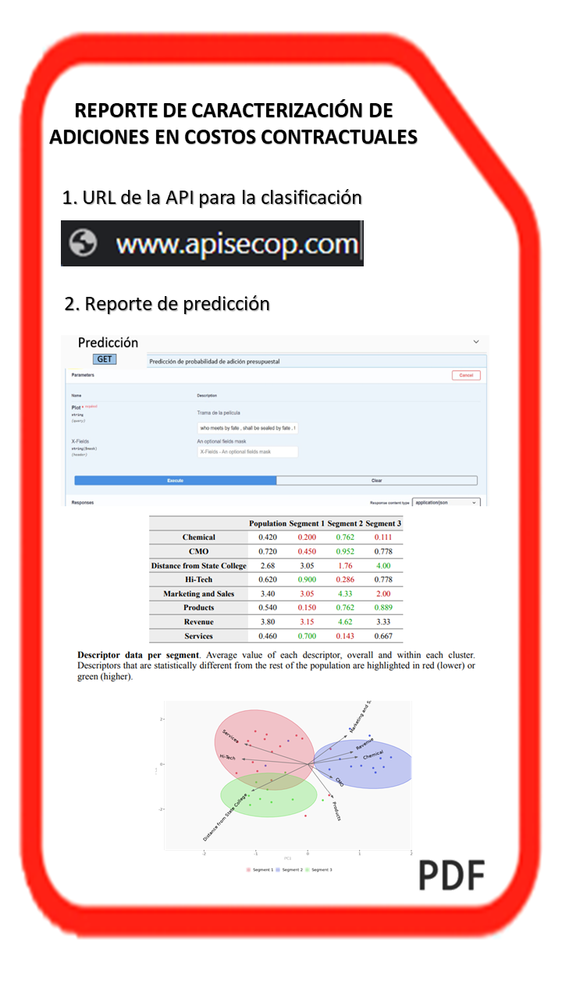 REPORTE DE CARACTERIZACIÓN DE
ADICIONES EN COSTOS CONTRACTUALES
1. URL de la API para la clasificación
www.apisecop.com
2. Reporte de predicción
Predicción
GET Predicción de probabilidad de adición presupuestal
Parameters Cancel
Name Description
Plot * required
string
(query)
Trama de la película
who meets by fate , shall be sealed by fate . !
X-Fields
string($mask)
(header)
An optional fields mask
X-Fields - An optional fields mask
Execute Clear
Responses Response content type application/json
Population Segment 1 Segment 2 Segment 3
Chemical 0.420 0.200 0.762 0.111
CMO 0.720 0.450 0.952 0.778
Distance from State College 2.68 3.05 1.76 4.00
Hi-Tech 0.620 0.900 0.286 0.778
Marketing and Sales 3.40 3.05 4.33 2.00
Products 0.540 0.150 0.762 0.889
Revenue 3.80 3.15 4.62 3.33
Services 0.460 0.700 0.143 0.667
Descriptor data per segment. Average value of each descriptor, overall and within each cluster.
Descriptors that are statistically different from the rest of the population are highlighted in red (lower) or
green (higher).
2
0
-2
Services
Hi-Tech
Distance from State College
Marketing and S
Revenue
Chemical
CMO
Products
-2 -1 0 1 2
PC1
Segment 1 Segment 2 Segment 3
PDF